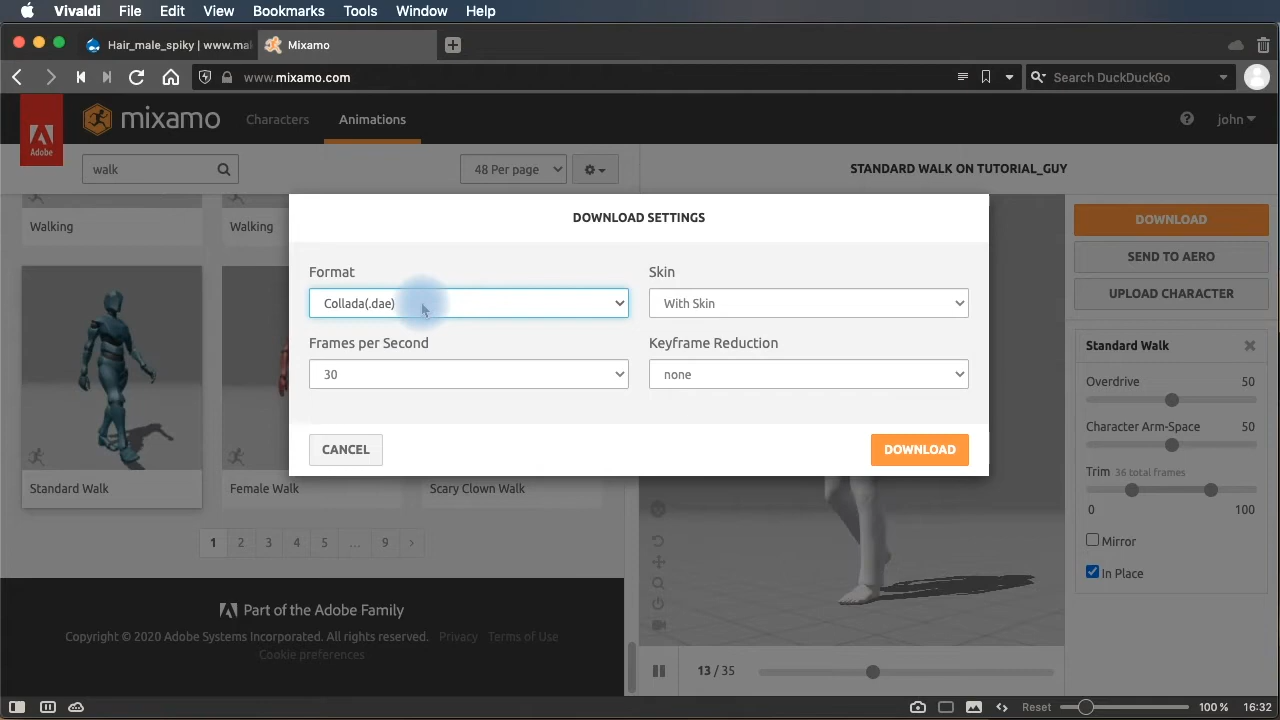 Vivaldi File Edit View Bookmarks Tools Window Help
Hair_male_spiky | www.mal
Mixamo
www.mixamo.com
Search DuckDuckGo
Adobe
mixamo
Characters
Animations
john
walk
48 Per page
STANDARD WALK ON TUTORIAL_GUY
Walking
Walking
DOWNLOAD SETTINGS
Format
Skin
Collada(.dae)
With Skin
Frames per Second
Keyframe Reduction
30
none
CANCEL
DOWNLOAD
DOWNLOAD
SEND TO AERO
UPLOAD CHARACTER
Standard Walk
Overdrive 50
Character Arm-Space 50
Trim 36 total frames
0 100
Mirror
In Place
Standard Walk
Female Walk
Scary Clown Walk
1 2 3 4 5 ... 9 >
Part of the Adobe Family
Copyright © 2020 Adobe Systems Incorporated. All rights reserved. Privacy Terms of Use
Cookie preferences
13 / 35
Reset 100 % 16:32